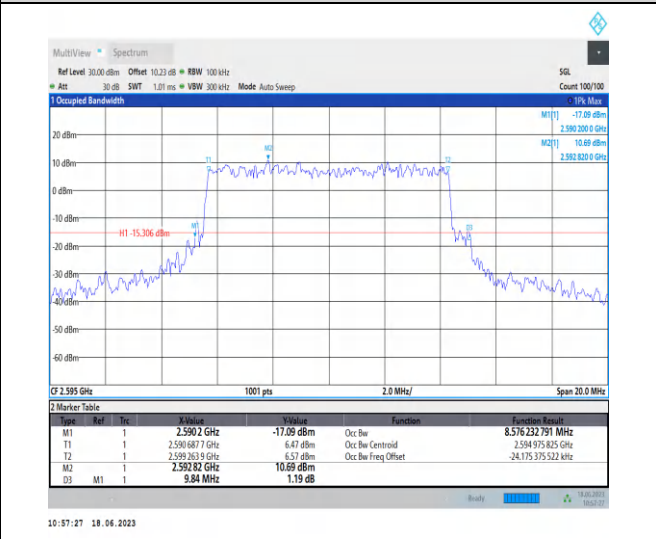 MultiView Spectrum
Ref Level 30.00 dBm Offset 10.23 dB RBW 100 kHz SGL
Att 30 dB SWT 1.01 ms VBW 300 kHz Mode Auto Sweep Count 100/100
1 Occupied Bandwidth 1Pk Max
M1[1] -17.09 dBm
2.590 200 0 GHz
M2[1] 10.69 dBm
2.592 820 0 GHz
20 dBm
M2
T1 T2
10 dBm
0 dBm
-10 dBm
M1 D3
H1 -15.306 dBm
-20 dBm
-30 dBm
-40 dBm
-50 dBm
-60 dBm
CF 2.595 GHz 1001 pts 2.0 MHz/ Span 20.0 MHz
2 Marker Table
Type Ref Trc X-Value Y-Value Function Function Result
M1 1 2.5902 GHz -17.09 dBm Occ Bw 8.576 232 791 MHz
T1 1 2.590 687 7 GHz 6.47 dBm Occ Bw Centroid 2.594 975 825 GHz
T2 1 2.599 263 9 GHz 6.57 dBm Occ Bw Freq Offset -24.175 375 522 kHz
M2 1 2.592 82 GHz 10.69 dBm
D3 M1 1 9.84 MHz 1.19 dB
Ready 18.06.2023
10:57:27
10:57:27 18.06.2023